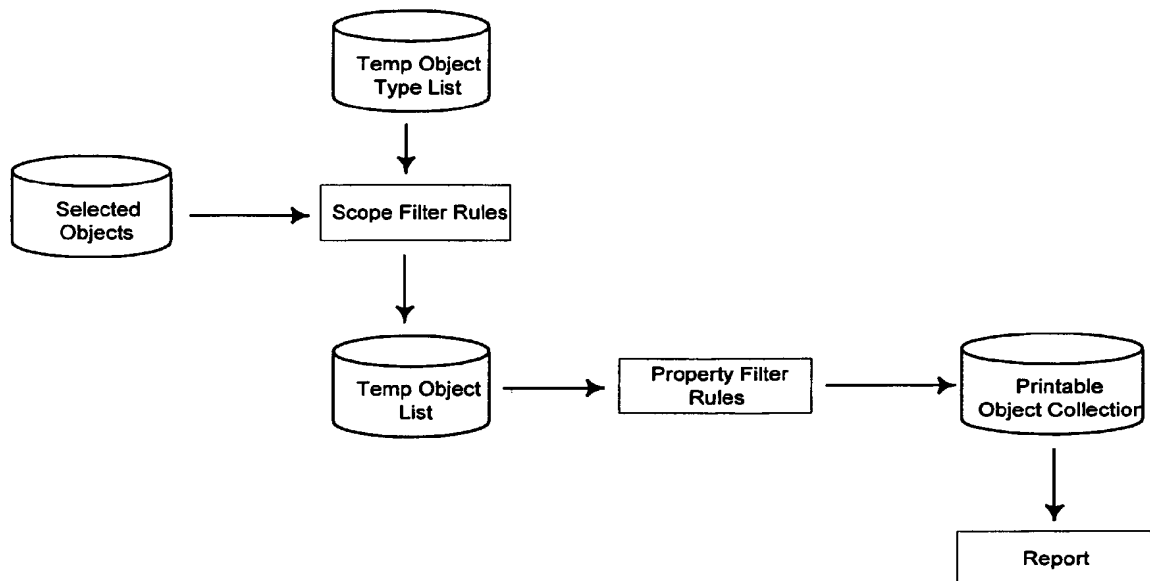 Temp Object
Type List
Selected
Objects
Scope Filter Rules
Temp Object
List
Property Filter
Rules
Printable
Object Collection
Report